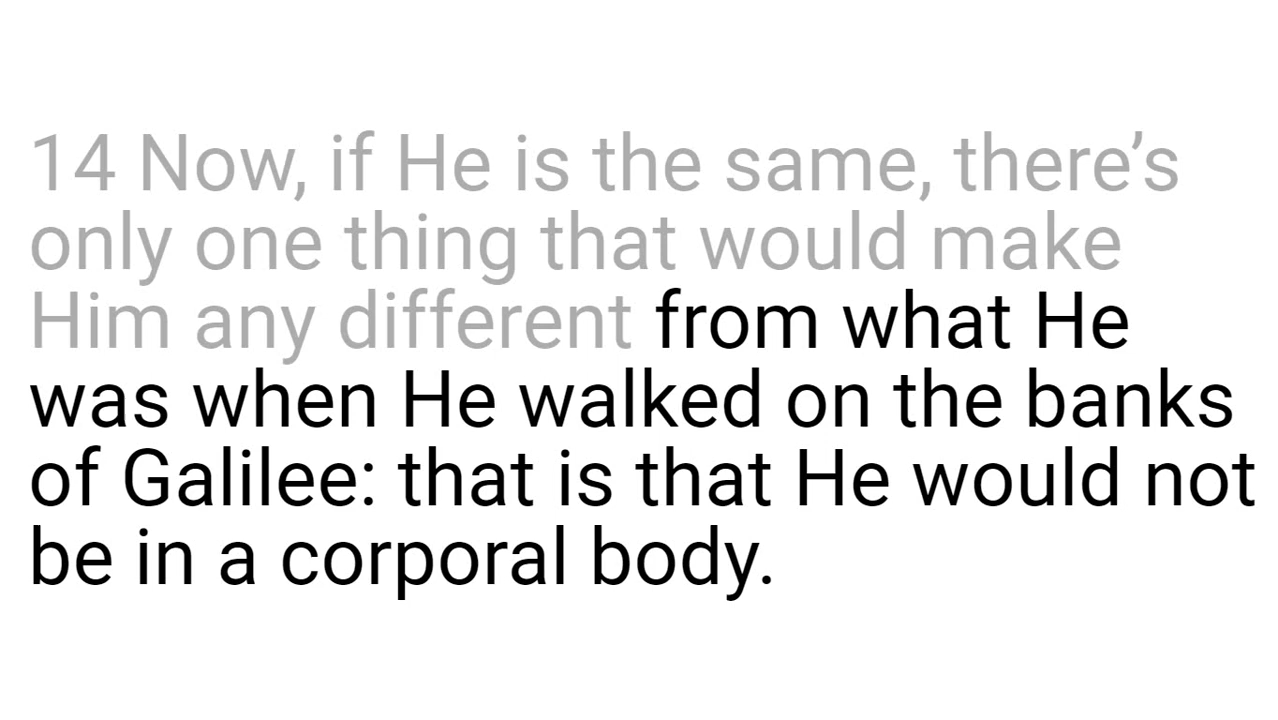 14 Now, if He is the same, there’s
only one thing that would make
Him any different from what He
was when He walked on the banks
of Galilee: that is that He would not
be in a corporal body.